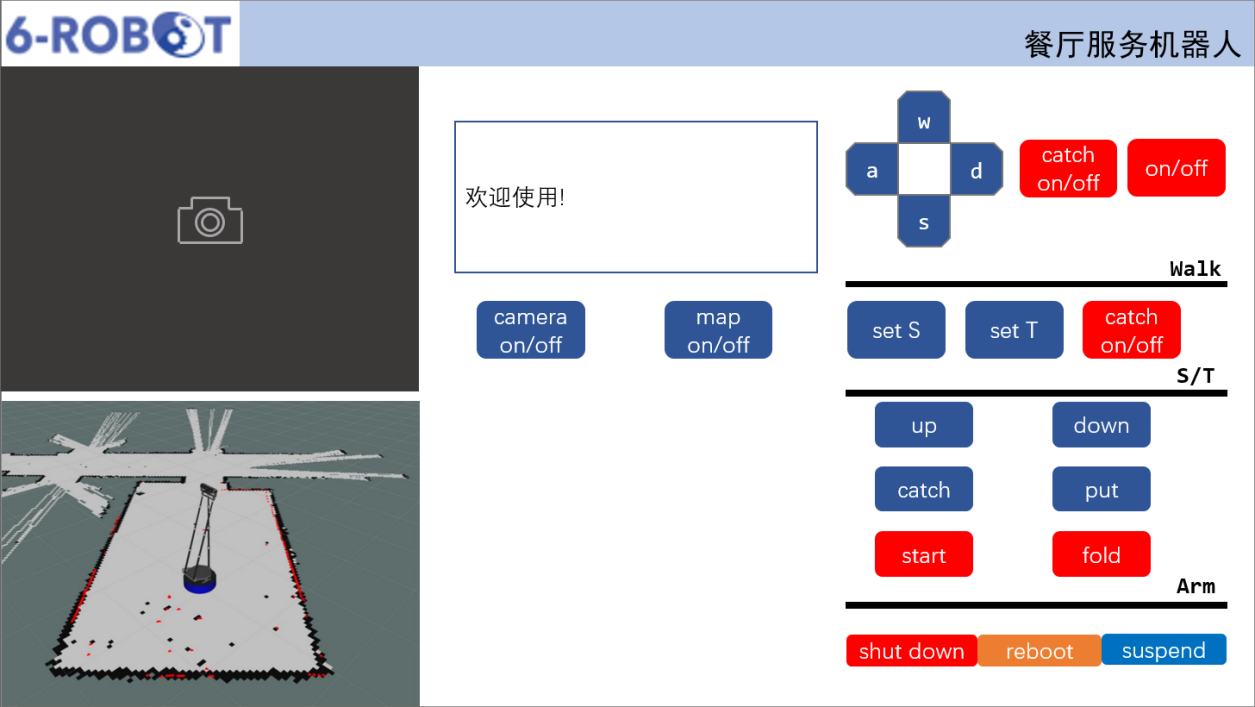 6-ROBOT
餐厅服务机器人
欢迎使用!
camera
on/off
map
on/off
w
a
d
s
catch
on/off
on/off
Walk
set S
set T
catch
on/off
S/T
up
down
catch
put
start
fold
Arm
shut down
reboot
suspend